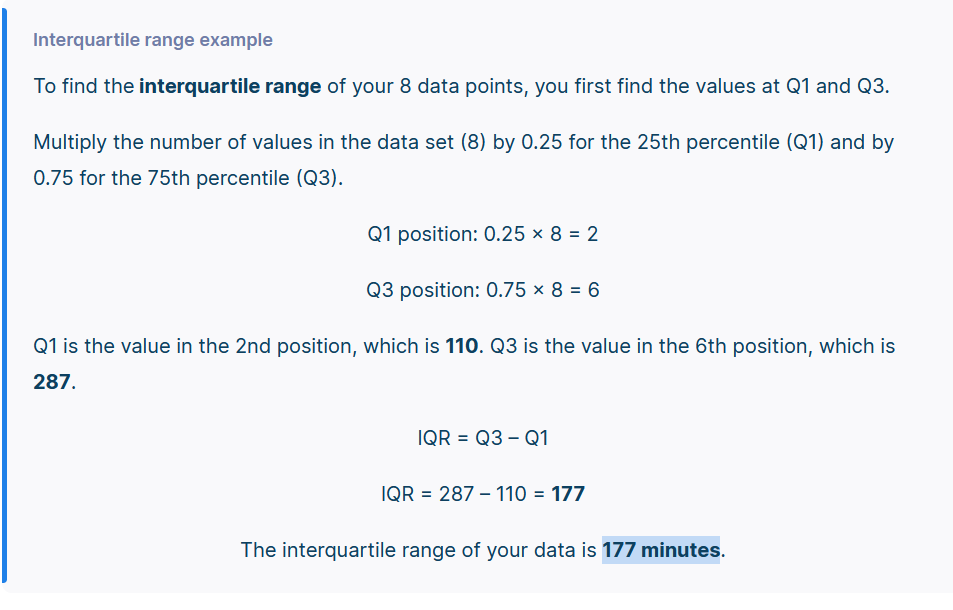 Interquartile range example
To find the interquartile range of your 8 data points, you first find the values at Q1 and Q3.
Multiply the number of values in the data set (8) by 0.25 for the 25th percentile (Q1) and by
0.75 for the 75th percentile (Q3).
Q1 position: 0.25 × 8 = 2
Q3 position: 0.75 × 8 = 6
Q1 is the value in the 2nd position, which is 110. Q3 is the value in the 6th position, which is
287.
IQR = Q3 – Q1
IQR = 287 – 110 = 177
The interquartile range of your data is 177 minutes.